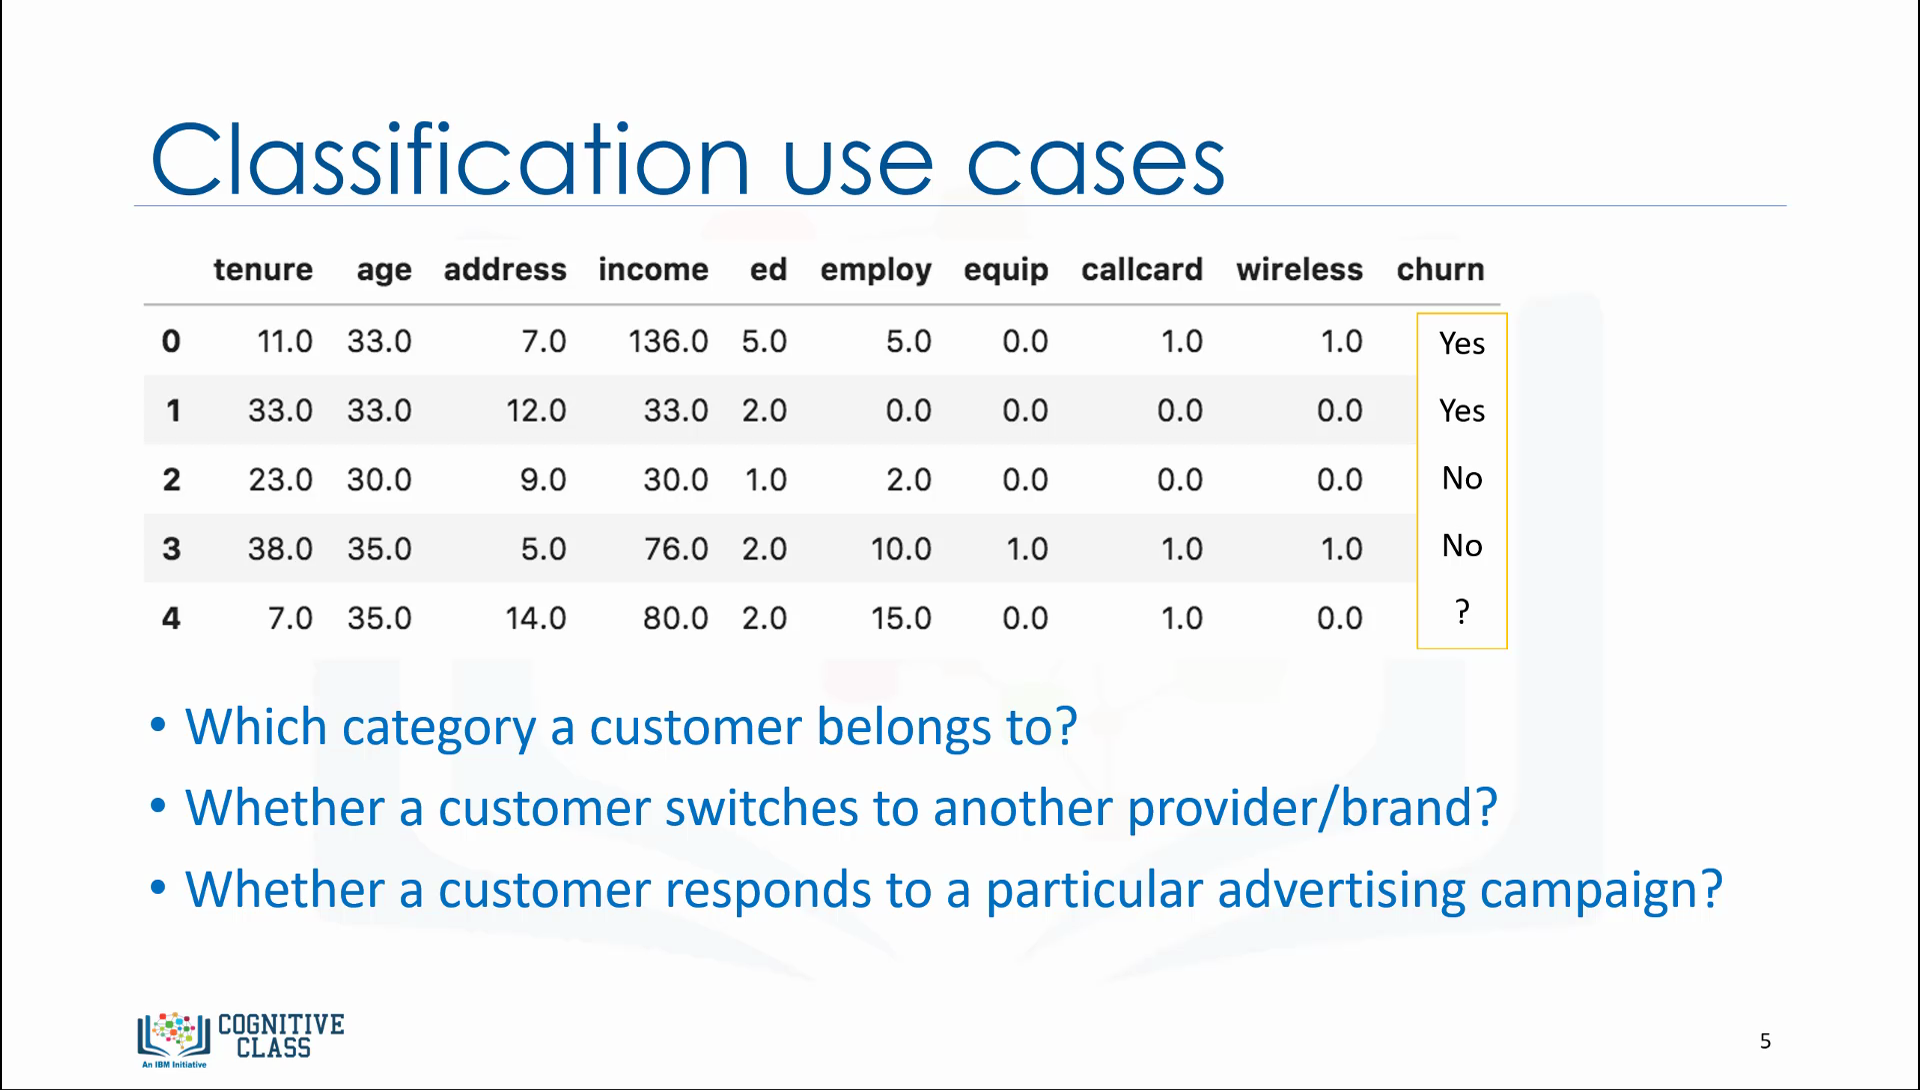 Classification use cases
tenure age address income ed employ equip callcard wireless churn
0 11.0 33.0 7.0 136.0 5.0 5.0 0.0 1.0 1.0 Yes
1 33.0 33.0 12.0 33.0 2.0 0.0 0.0 0.0 0.0 Yes
2 23.0 30.0 9.0 30.0 1.0 2.0 0.0 0.0 0.0 No
3 38.0 35.0 5.0 76.0 2.0 10.0 1.0 1.0 1.0 No
4 7.0 35.0 14.0 80.0 2.0 15.0 0.0 1.0 0.0 ?
• Which category a customer belongs to?
• Whether a customer switches to another provider/brand?
• Whether a customer responds to a particular advertising campaign?
COGNITIVE
CLASS
An IBM Initiative
5